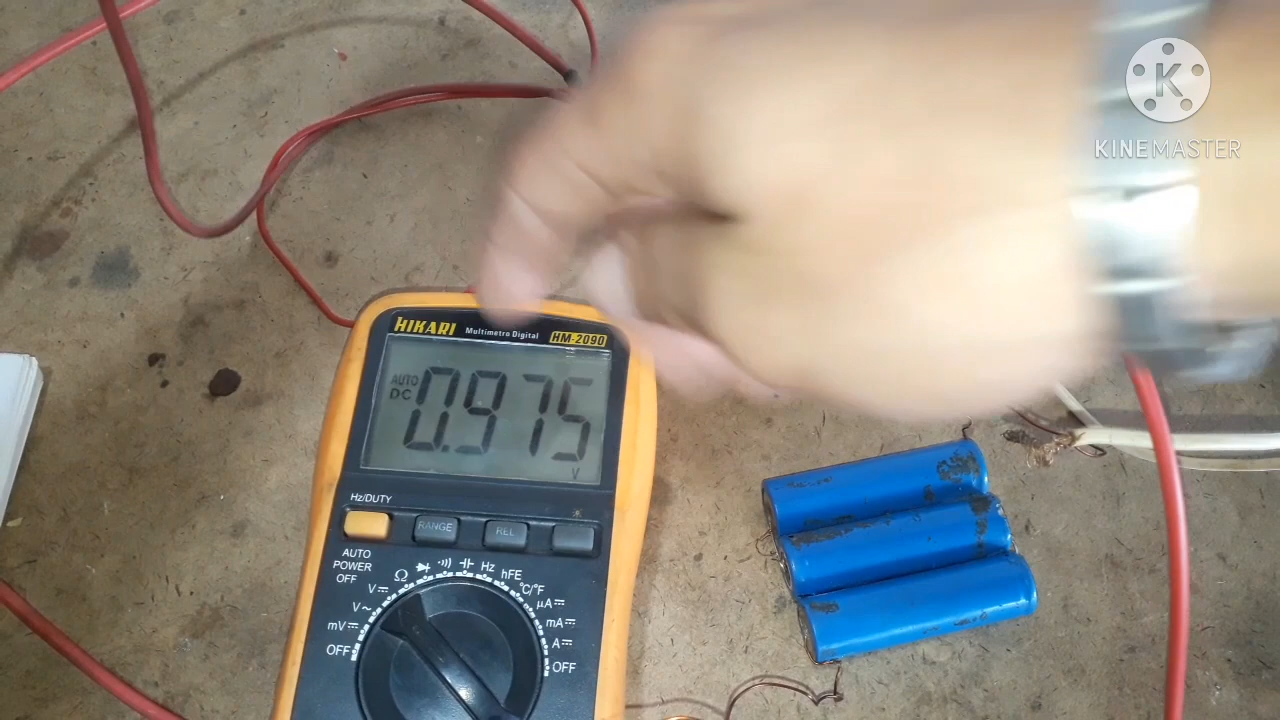 K
KINEMASTER
HIKARI Multimetro Digital HM-2090
AUTO
DC 0.975
V
Hz/DUTY
RANGE REL
AUTO
POWER
OFF
V⎓
V~
mV⎓
OFF
Ω
Hz
hFE
°C/°F
µA⎓
mA⎓
A⎓
OFF